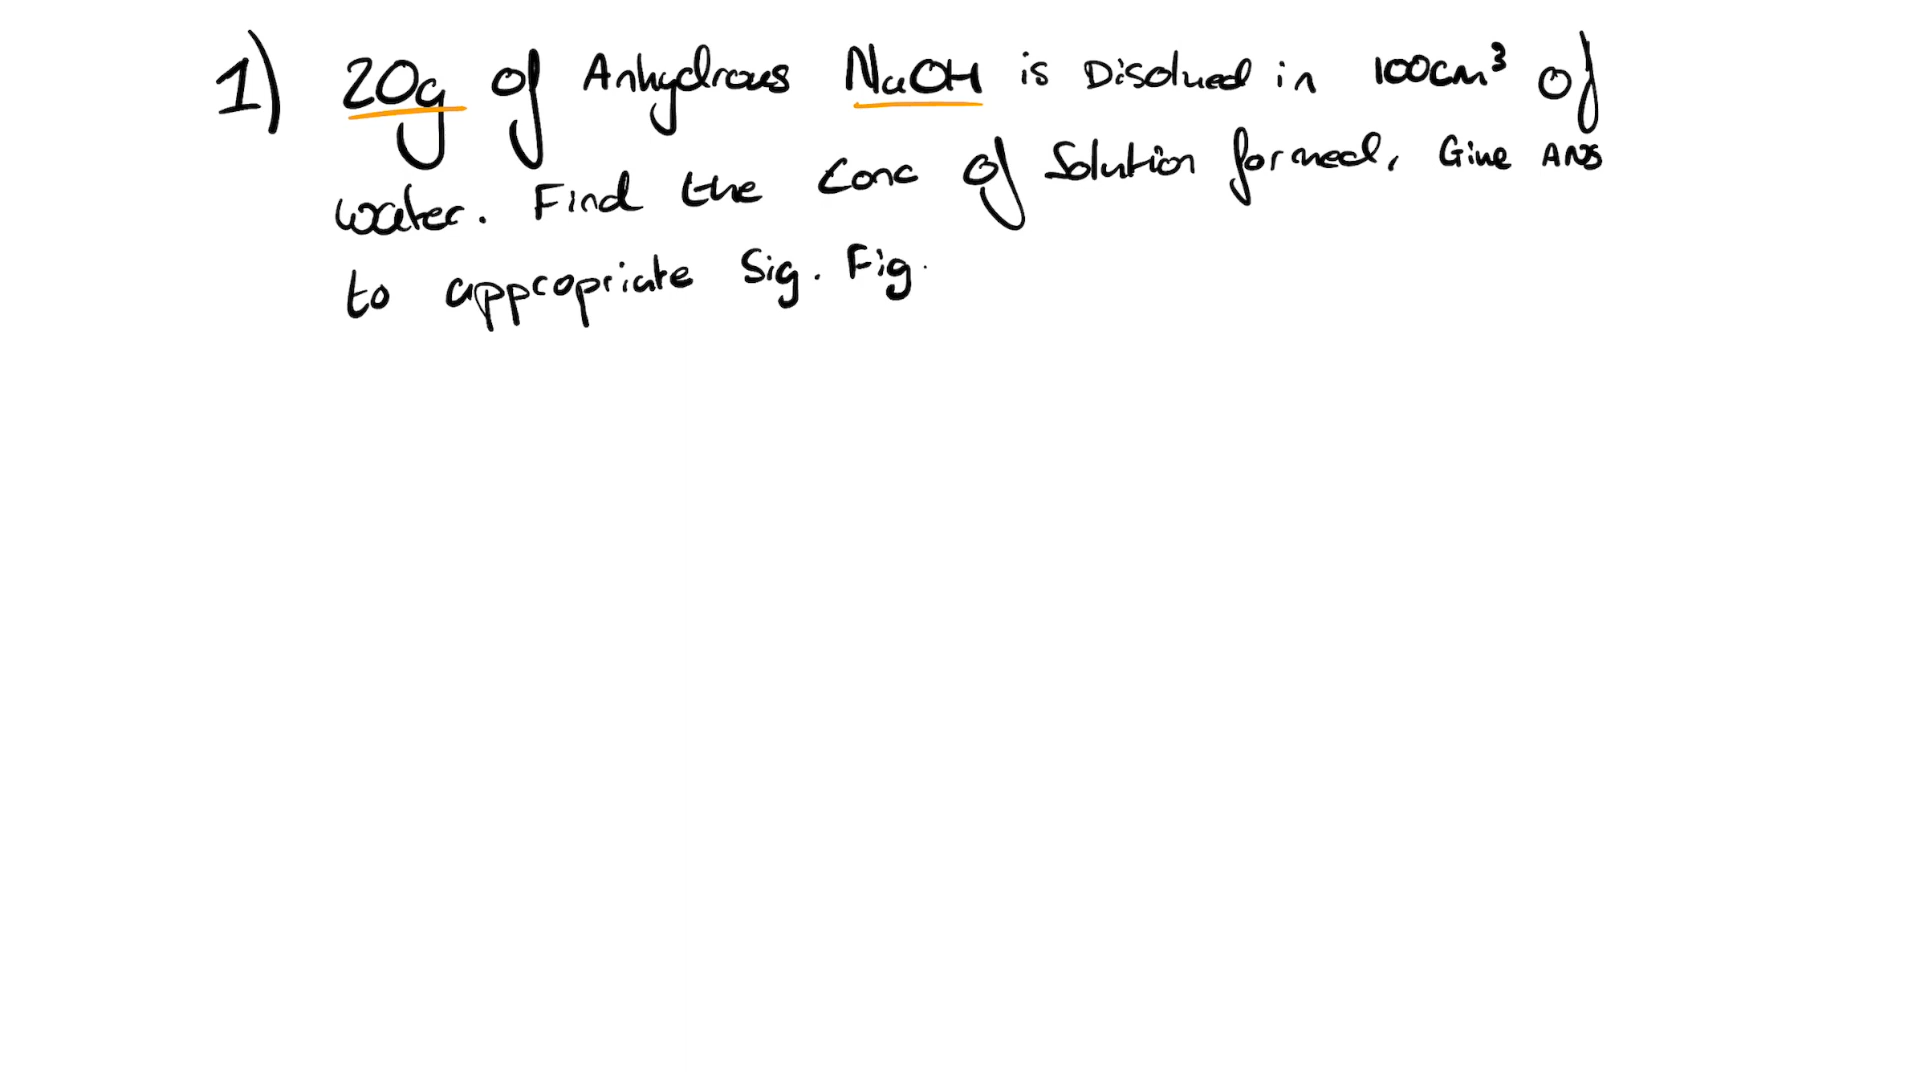 1) 20g of Anhydrous NaOH is Disolued in 100cm³ of
water. Find the Conc of Solution formed, Give ANS
to appropriate Sig. Fig.